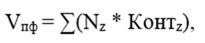 Vпф = ∑(Nz * Контz),